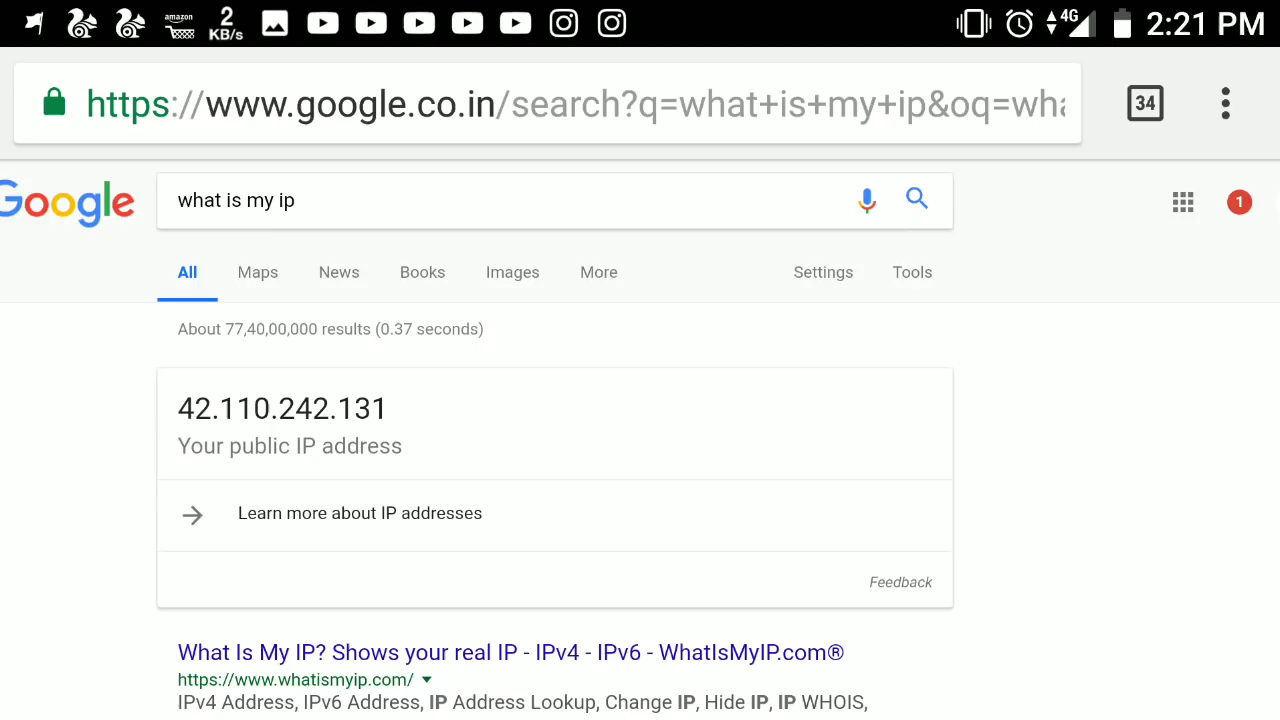 amazon 2 KB/s 4G 2:21 PM
https://www.google.co.in/search?q=what+is+my+ip&oq=wha 34
Google what is my ip 1
All Maps News Books Images More Settings Tools
About 77,40,00,000 results (0.37 seconds)
42.110.242.131
Your public IP address
Learn more about IP addresses
Feedback
What Is My IP? Shows your real IP - IPv4 - IPv6 - WhatIsMyIP.com®
https://www.whatismyip.com/
IPv4 Address, IPv6 Address, IP Address Lookup, Change IP, Hide IP, IP WHOIS,